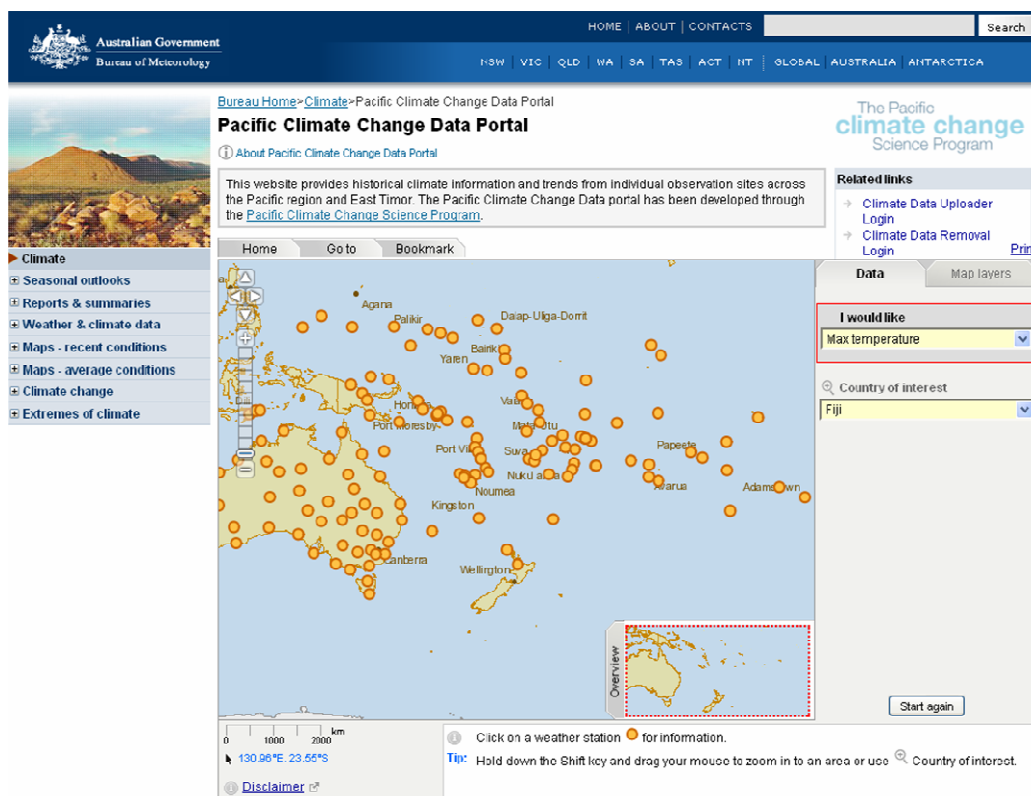 HOME | ABOUT | CONTACTS
Search
Australian Government
Bureau of Meteorology
NSW | VIC | QLD | WA | SA | TAS | ACT | NT | GLOBAL | AUSTRALIA | ANTARCTICA
Bureau Home>Climate>Pacific Climate Change Data Portal
Pacific Climate Change Data Portal
About Pacific Climate Change Data Portal
The Pacific
climate change
Science Program
This website provides historical climate information and trends from individual observation sites across
the Pacific region and East Timor. The Pacific Climate Change Data portal has been developed through
the Pacific Climate Change Science Program.
Related links
Climate Data Uploader
Login
Climate Data Removal
Login
Prin
Home
Go to
Bookmark
Climate
Seasonal outlooks
Reports & summaries
Weather & climate data
Maps - recent conditions
Maps - average conditions
Climate change
Extremes of climate
Data
Map layers
I would like
Max temperature
Country of interest
Fiji
Start again
Agana
Palikir
Dalap-Uliga-Dorrit
Bairiki
Yaren
Port Moresby
Mata-Utu
Port Vil
Suva
Papeete
Noumea
Avarua
Kingston
Canberra
Wellington
Overview
0 1000 2000 km
130.96°E, 23.55°S
Disclaimer
Click on a weather station for information.
Tip: Hold down the Shift key and drag your mouse to zoom in to an area or use Country of interest.